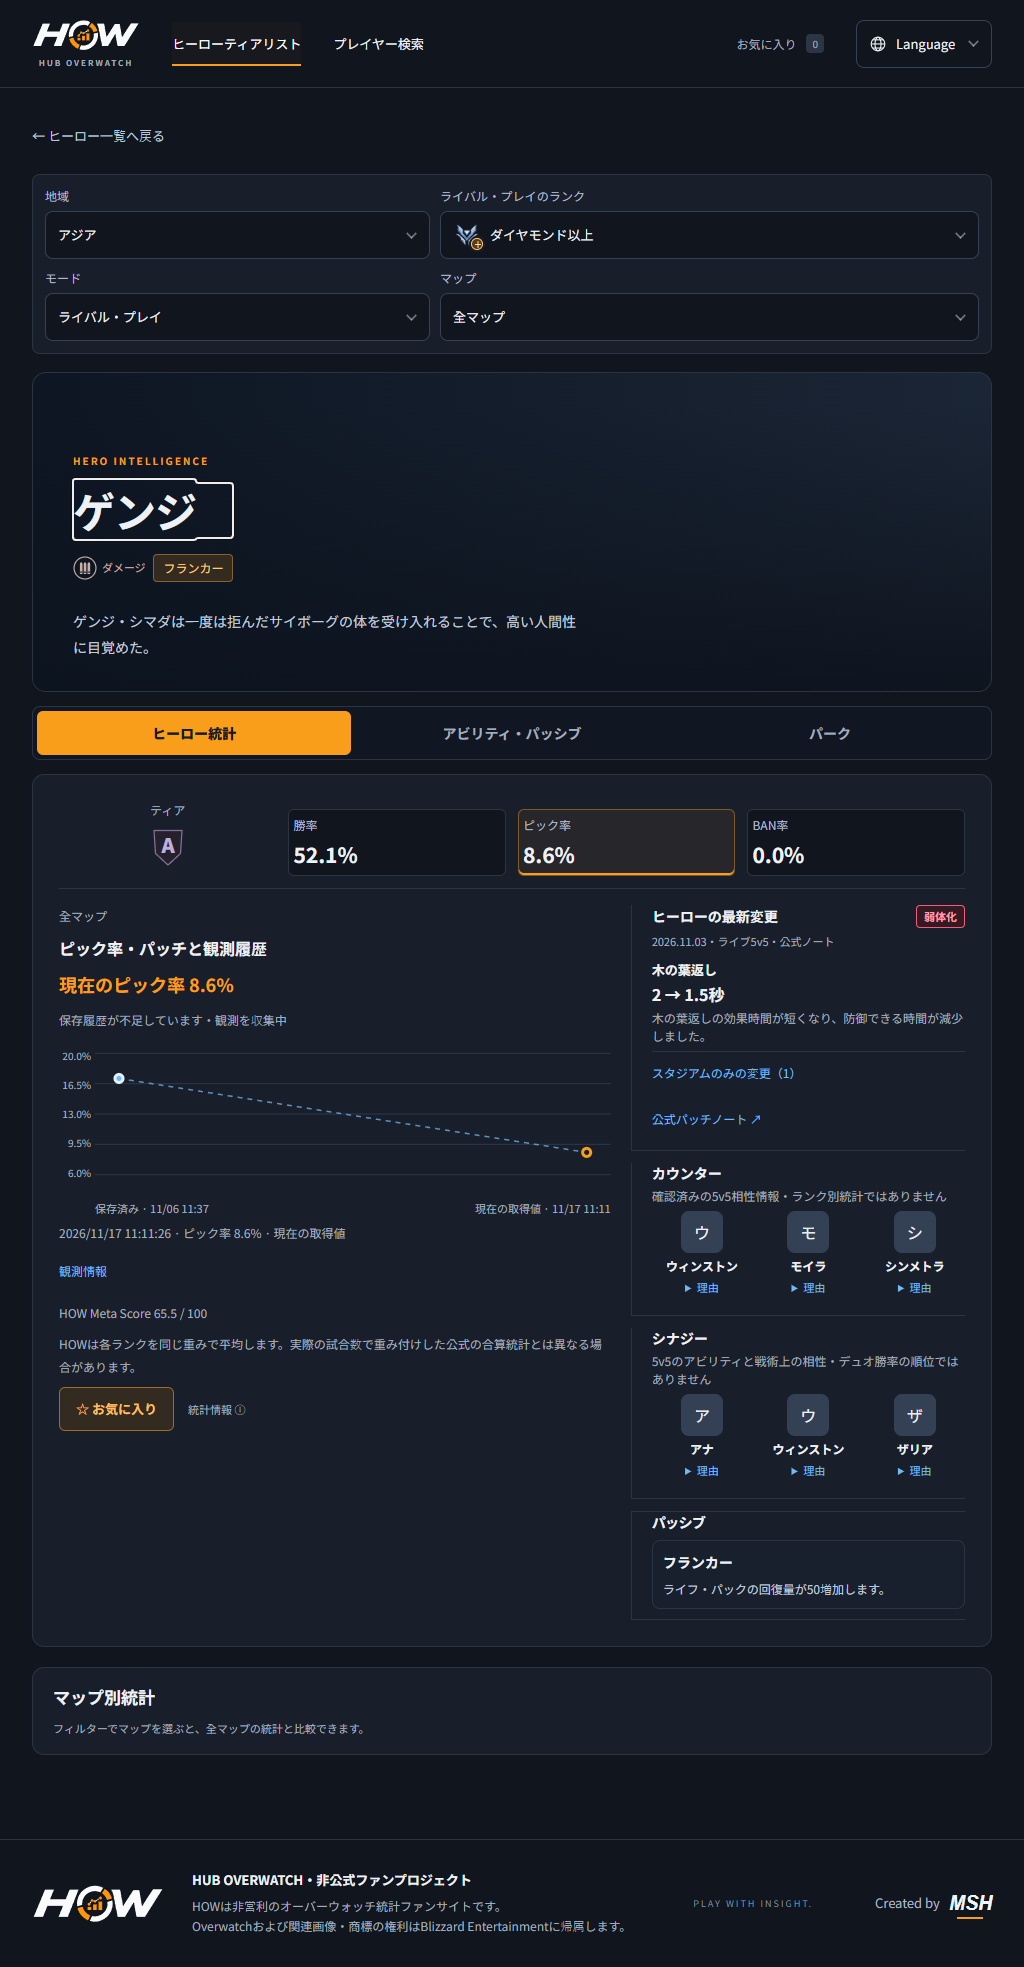 HOW
HUB OVERWATCH
ヒーローティアリスト
プレイヤー検索
お気に入り 0
Language
← ヒーロー一覧へ戻る
地域
ライバル・プレイのランク
アジア
ダイヤモンド以上
モード
マップ
ライバル・プレイ
全マップ
HERO INTELLIGENCE
ゲンジ
ダメージ
フランカー
ゲンジ・シマダは一度は拒んだサイボーグの体を受け入れることで、高い人間性
に目覚めた。
ヒーロー統計
アビリティ・パッシブ
パーク
ティア
A
勝率
52.1%
ピック率
8.6%
BAN率
0.0%
全マップ
ピック率・パッチと観測履歴
現在のピック率 8.6%
保存履歴が不足しています・観測を収集中
20.0%
16.5%
13.0%
9.5%
6.0%
保存済み · 11/06 11:37
現在の取得値 · 11/17 11:11
2026/11/17 11:11:26 · ピック率 8.6% · 現在の取得値
観測情報
HOW Meta Score 65.5 / 100
HOWは各ランクを同じ重みで平均します。実際の試合数で重み付けした公式の合算統計とは異なる場
合があります。
☆ お気に入り
統計情報 ⓘ
ヒーローの最新変更
弱体化
2026.11.03・ライブ5v5・公式ノート
木の葉返し
2 → 1.5秒
木の葉返しの効果時間が短くなり、防御できる時間が減少
しました。
スタジアムのみの変更（1）
公式パッチノート ↗
カウンター
確認済みの5v5相性情報・ランク別統計ではありません
ウ
モ
シ
ウィンストン
モイラ
シンメトラ
▶ 理由
▶ 理由
▶ 理由
シナジー
5v5のアビリティと戦術上の相性・デュオ勝率の順位では
ありません
ア
ウ
ザ
アナ
ウィンストン
ザリア
▶ 理由
▶ 理由
▶ 理由
パッシブ
フランカー
ライフ・パックの回復量が50増加します。
マップ別統計
フィルターでマップを選ぶと、全マップの統計と比較できます。
HOW
HUB OVERWATCH・非公式ファンプロジェクト
HOWは非営利のオーバーウォッチ統計ファンサイトです。
Overwatchおよび関連画像・商標の権利はBlizzard Entertainmentに帰属します。
PLAY WITH INSIGHT.
Created by MSH